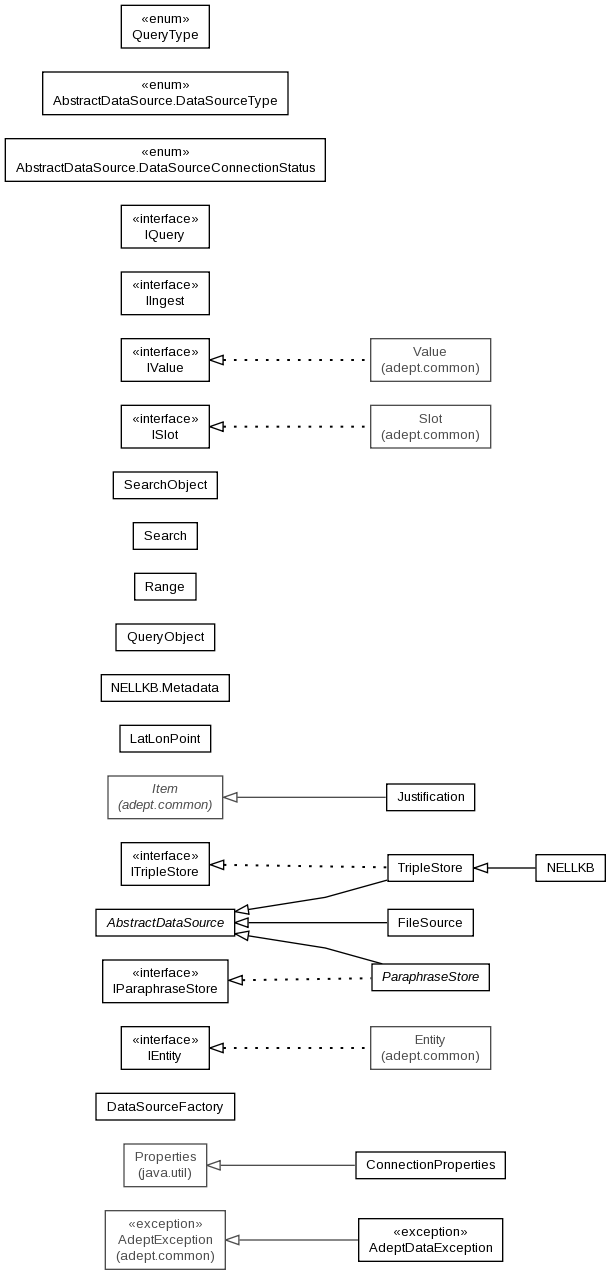 «enum»
QueryType
«enum»
AbstractDataSource.DataSourceType
«enum»
AbstractDataSource.DataSourceConnectionStatus
«interface»
IQuery
«interface»
IIngest
«interface»
IValue
Value
(adept.common)
«interface»
ISlot
Slot
(adept.common)
SearchObject
Search
Range
QueryObject
NELLKB.Metadata
LatLonPoint
Item
(adept.common)
Justification
«interface»
ITripleStore
TripleStore
NELLKB
AbstractDataSource
FileSource
«interface»
IParaphraseStore
ParaphraseStore
«interface»
IEntity
Entity
(adept.common)
DataSourceFactory
Properties
(java.util)
ConnectionProperties
«exception»
AdeptException
(adept.common)
«exception»
AdeptDataException